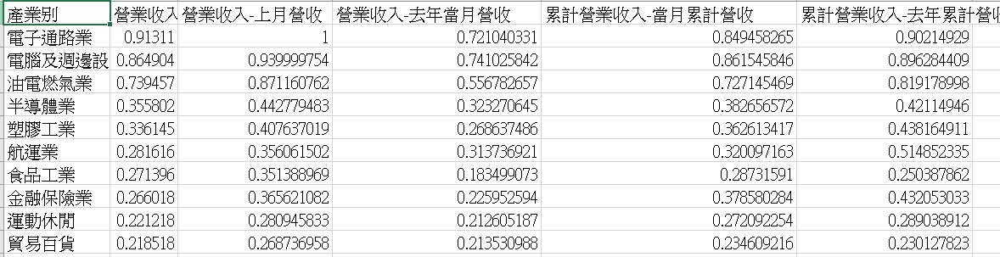 產業別 營業收入 營業收入-上月營收 營業收入-去年當月營收 累計營業收入-當月累計營收 累計營業收入-去年累計營收
電子通路業 0.91311 1 0.721040331 0.849458265 0.90214929
電腦及週邊設 0.864904 0.939999754 0.741025842 0.861545846 0.896284409
油電燃氣業 0.739457 0.871160762 0.556782657 0.727145469 0.819178998
半導體業 0.355802 0.442779483 0.323270645 0.382656572 0.42114946
塑膠工業 0.336145 0.407637019 0.268637486 0.362613417 0.438164911
航運業 0.281616 0.356061502 0.313736921 0.320097163 0.514852335
食品工業 0.271396 0.351388969 0.183499073 0.28731591 0.250387862
金融保險業 0.266018 0.365621082 0.225952594 0.378580284 0.432053033
運動休閒 0.221218 0.280945833 0.212605187 0.272092254 0.289038912
貿易百貨 0.218518 0.268736958 0.213530988 0.234609216 0.230127823